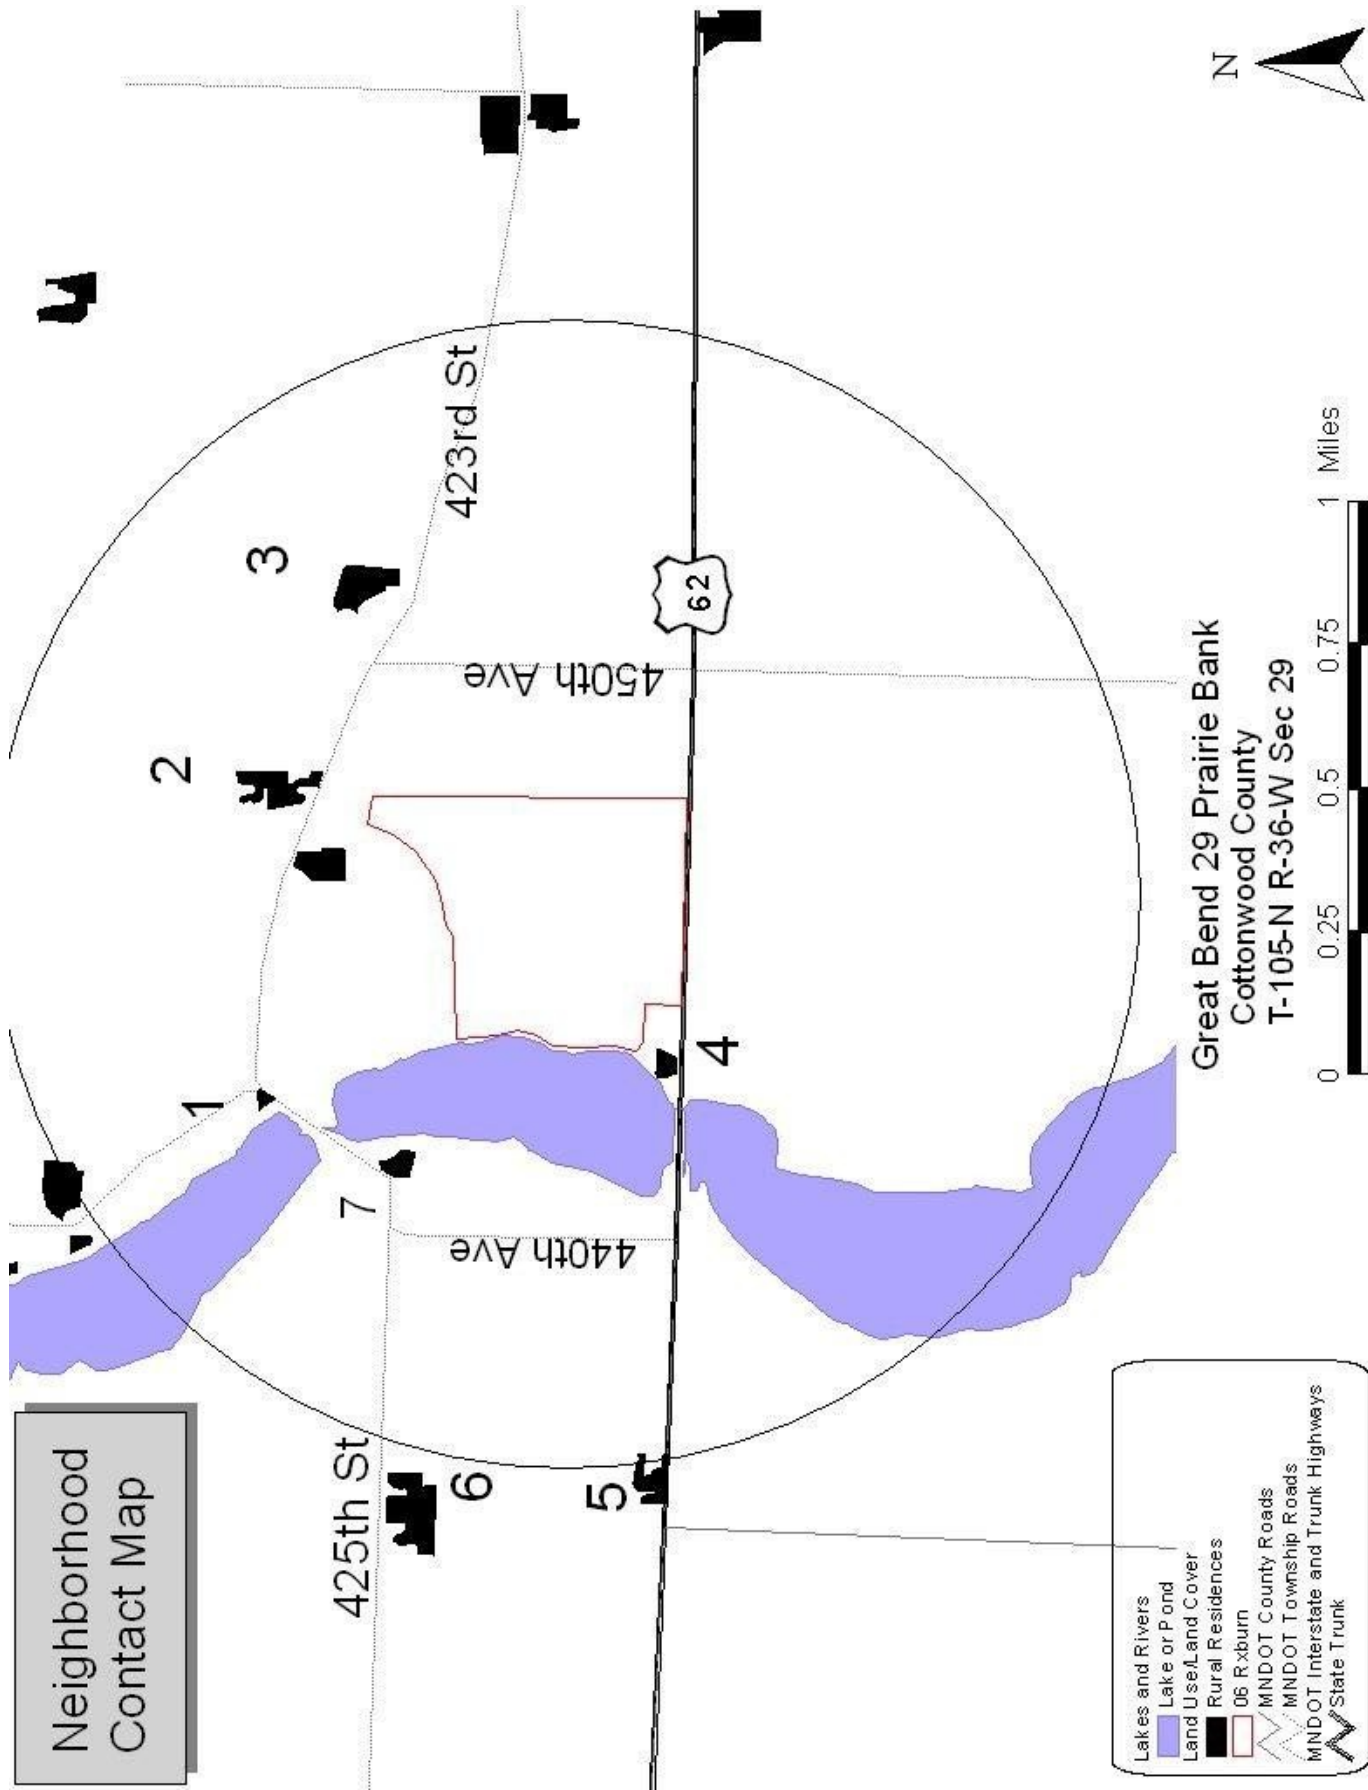 Neighborhood
Contact Map
N
1
2
3
423rd St
450th Ave
62
4
7
440th Ave
425th St
6
5
Great Bend 29 Prairie Bank
Cottonwood County
T-105-N R-36-W Sec 29
0 0.25 0.5 0.75 1 Miles
Lakes and Rivers
Lake or Pond
Land Use/Land Cover
Rural Residences
06 Rxburn
MNDOT County Roads
MNDOT Township Roads
MNDOT Interstate and Trunk Highways
State Trunk